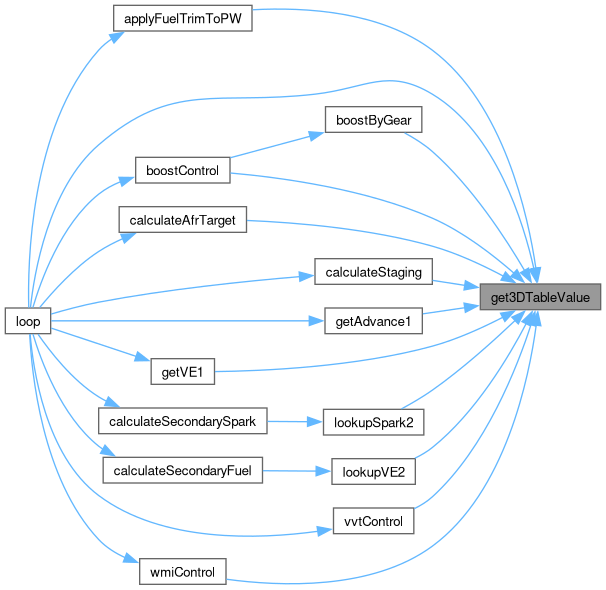 applyFuelTrimToPW
boostByGear
boostControl
calculateAfrTarget
calculateStaging
get3DTableValue
loop
getAdvance1
getVE1
calculateSecondarySpark
lookupSpark2
calculateSecondaryFuel
lookupVE2
vvtControl
wmiControl